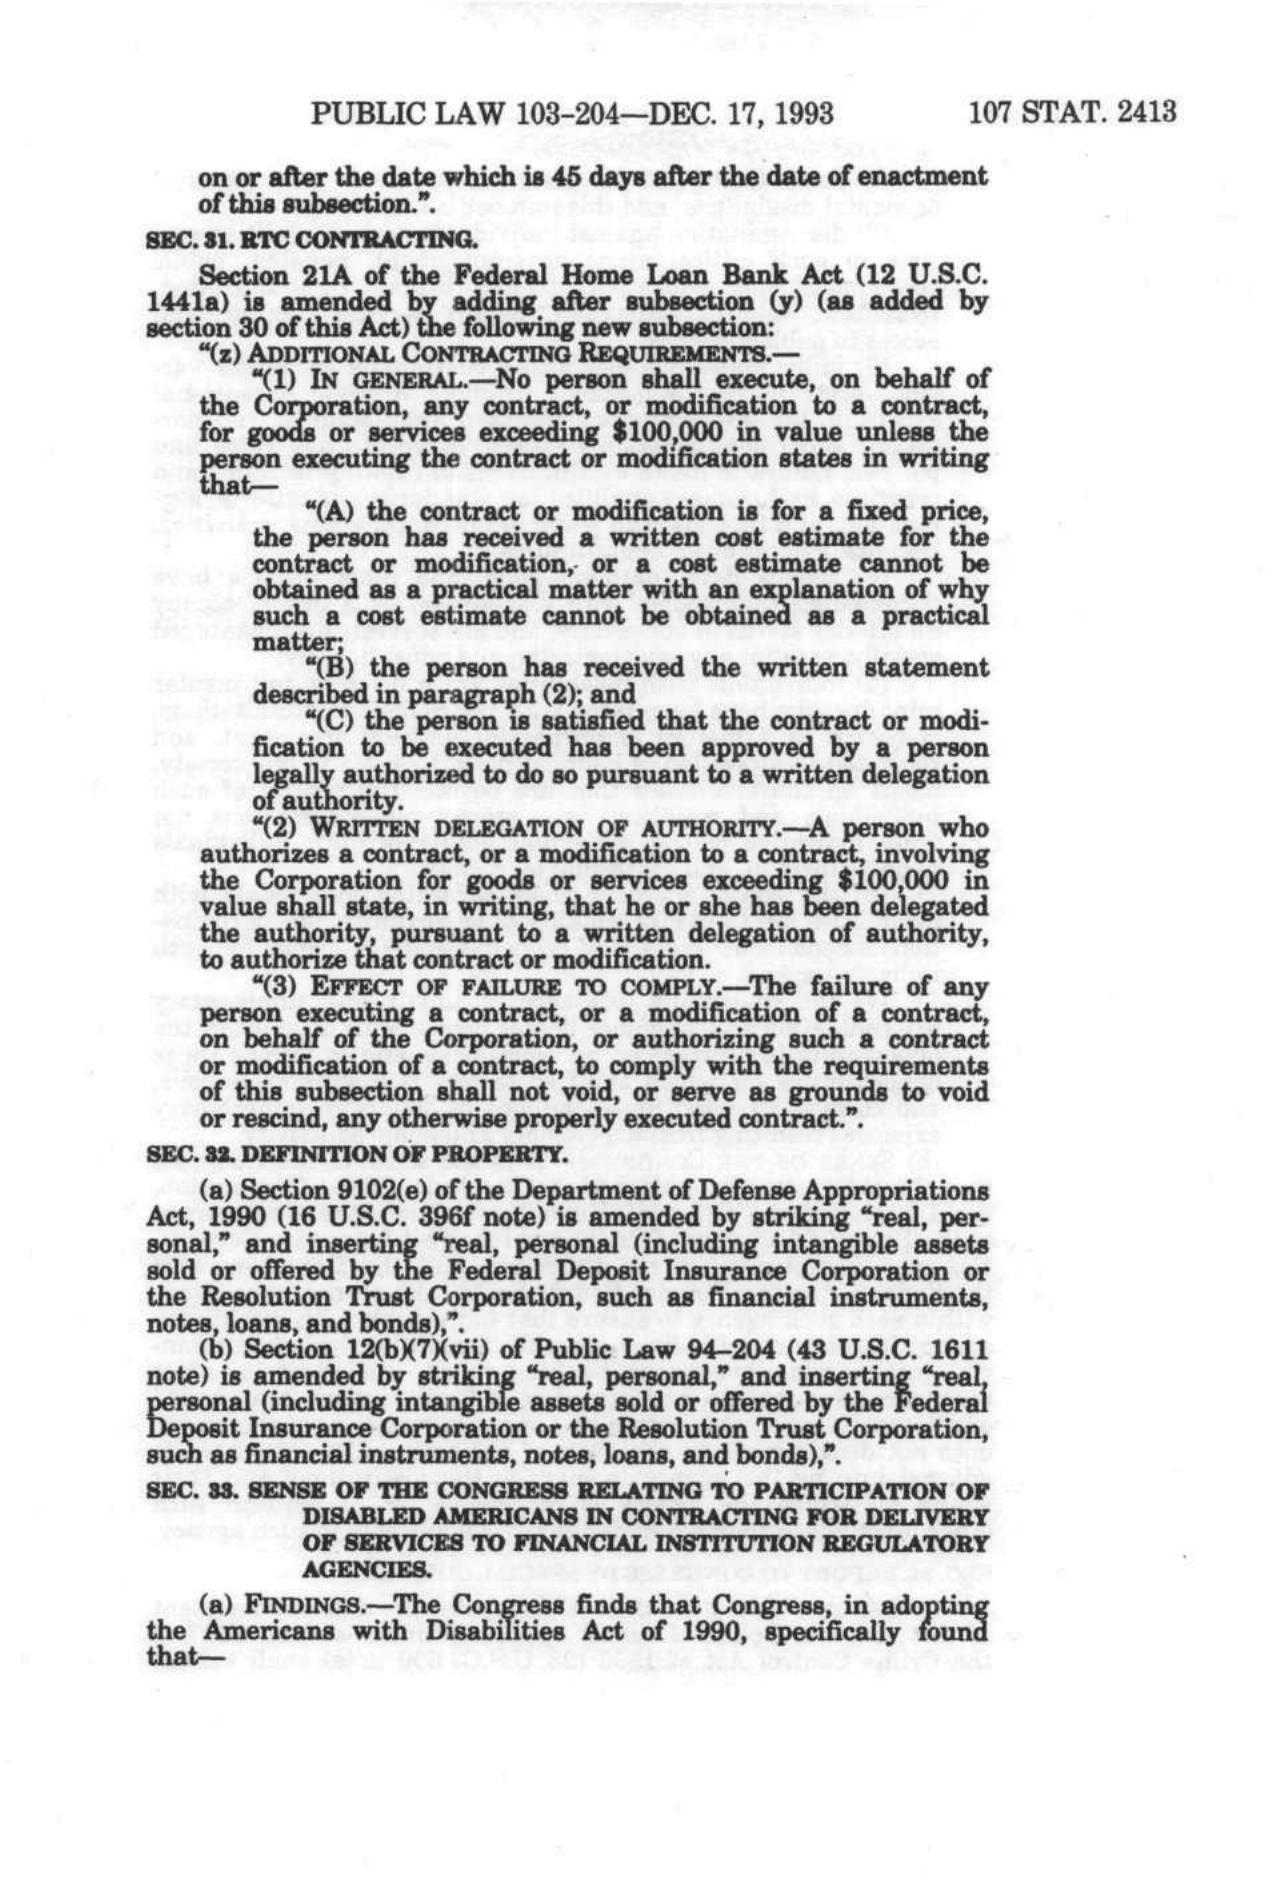 PUBLIC LAW 103–204—DEC. 17, 1993 107 STAT. 2413
on or after the date which is 45 days after the date of enactment
of this subsection.”.
SEC. 31. RTC CONTRACTING.
Section 21A of the Federal Home Loan Bank Act (12 U.S.C.
1441a) is amended by adding after subsection (y) (as added by
section 30 of this Act) the following new subsection:
“(z) ADDITIONAL CONTRACTING REQUIREMENTS.—
“(1) IN GENERAL.—No person shall execute, on behalf of
the Corporation, any contract, or modification to a contract,
for goods or services exceeding $100,000 in value unless the
person executing the contract or modification states in writing
that—
“(A) the contract or modification is for a fixed price,
the person has received a written cost estimate for the
contract or modification, or a cost estimate cannot be
obtained as a practical matter with an explanation of why
such a cost estimate cannot be obtained as a practical
matter;
“(B) the person has received the written statement
described in paragraph (2); and
“(C) the person is satisfied that the contract or modi-
fication to be executed has been approved by a person
legally authorized to do so pursuant to a written delegation
of authority.
“(2) WRITTEN DELEGATION OF AUTHORITY.—A person who
authorizes a contract, or a modification to a contract, involving
the Corporation for goods or services exceeding $100,000 in
value shall state, in writing, that he or she has been delegated
the authority, pursuant to a written delegation of authority,
to authorize that contract or modification.
“(3) EFFECT OF FAILURE TO COMPLY.—The failure of any
person executing a contract, or a modification of a contract,
on behalf of the Corporation, or authorizing such a contract
or modification of a contract, to comply with the requirements
of this subsection shall not void, or serve as grounds to void
or rescind, any otherwise properly executed contract.”.
SEC. 32. DEFINITION OF PROPERTY.
(a) Section 9102(e) of the Department of Defense Appropriations
Act, 1990 (16 U.S.C. 396f note) is amended by striking “real, per-
sonal,” and inserting “real, personal (including intangible assets
sold or offered by the Federal Deposit Insurance Corporation or
the Resolution Trust Corporation, such as financial instruments,
notes, loans, and bonds),”.
(b) Section 12(b)(7)(vii) of Public Law 94–204 (43 U.S.C. 1611
note) is amended by striking “real, personal,” and inserting “real,
personal (including intangible assets sold or offered by the Federal
Deposit Insurance Corporation or the Resolution Trust Corporation,
such as financial instruments, notes, loans, and bonds),”.
SEC. 33. SENSE OF THE CONGRESS RELATING TO PARTICIPATION OF
DISABLED AMERICANS IN CONTRACTING FOR DELIVERY
OF SERVICES TO FINANCIAL INSTITUTION REGULATORY
AGENCIES.
(a) FINDINGS.—The Congress finds that Congress, in adopting
the Americans with Disabilities Act of 1990, specifically found
that—